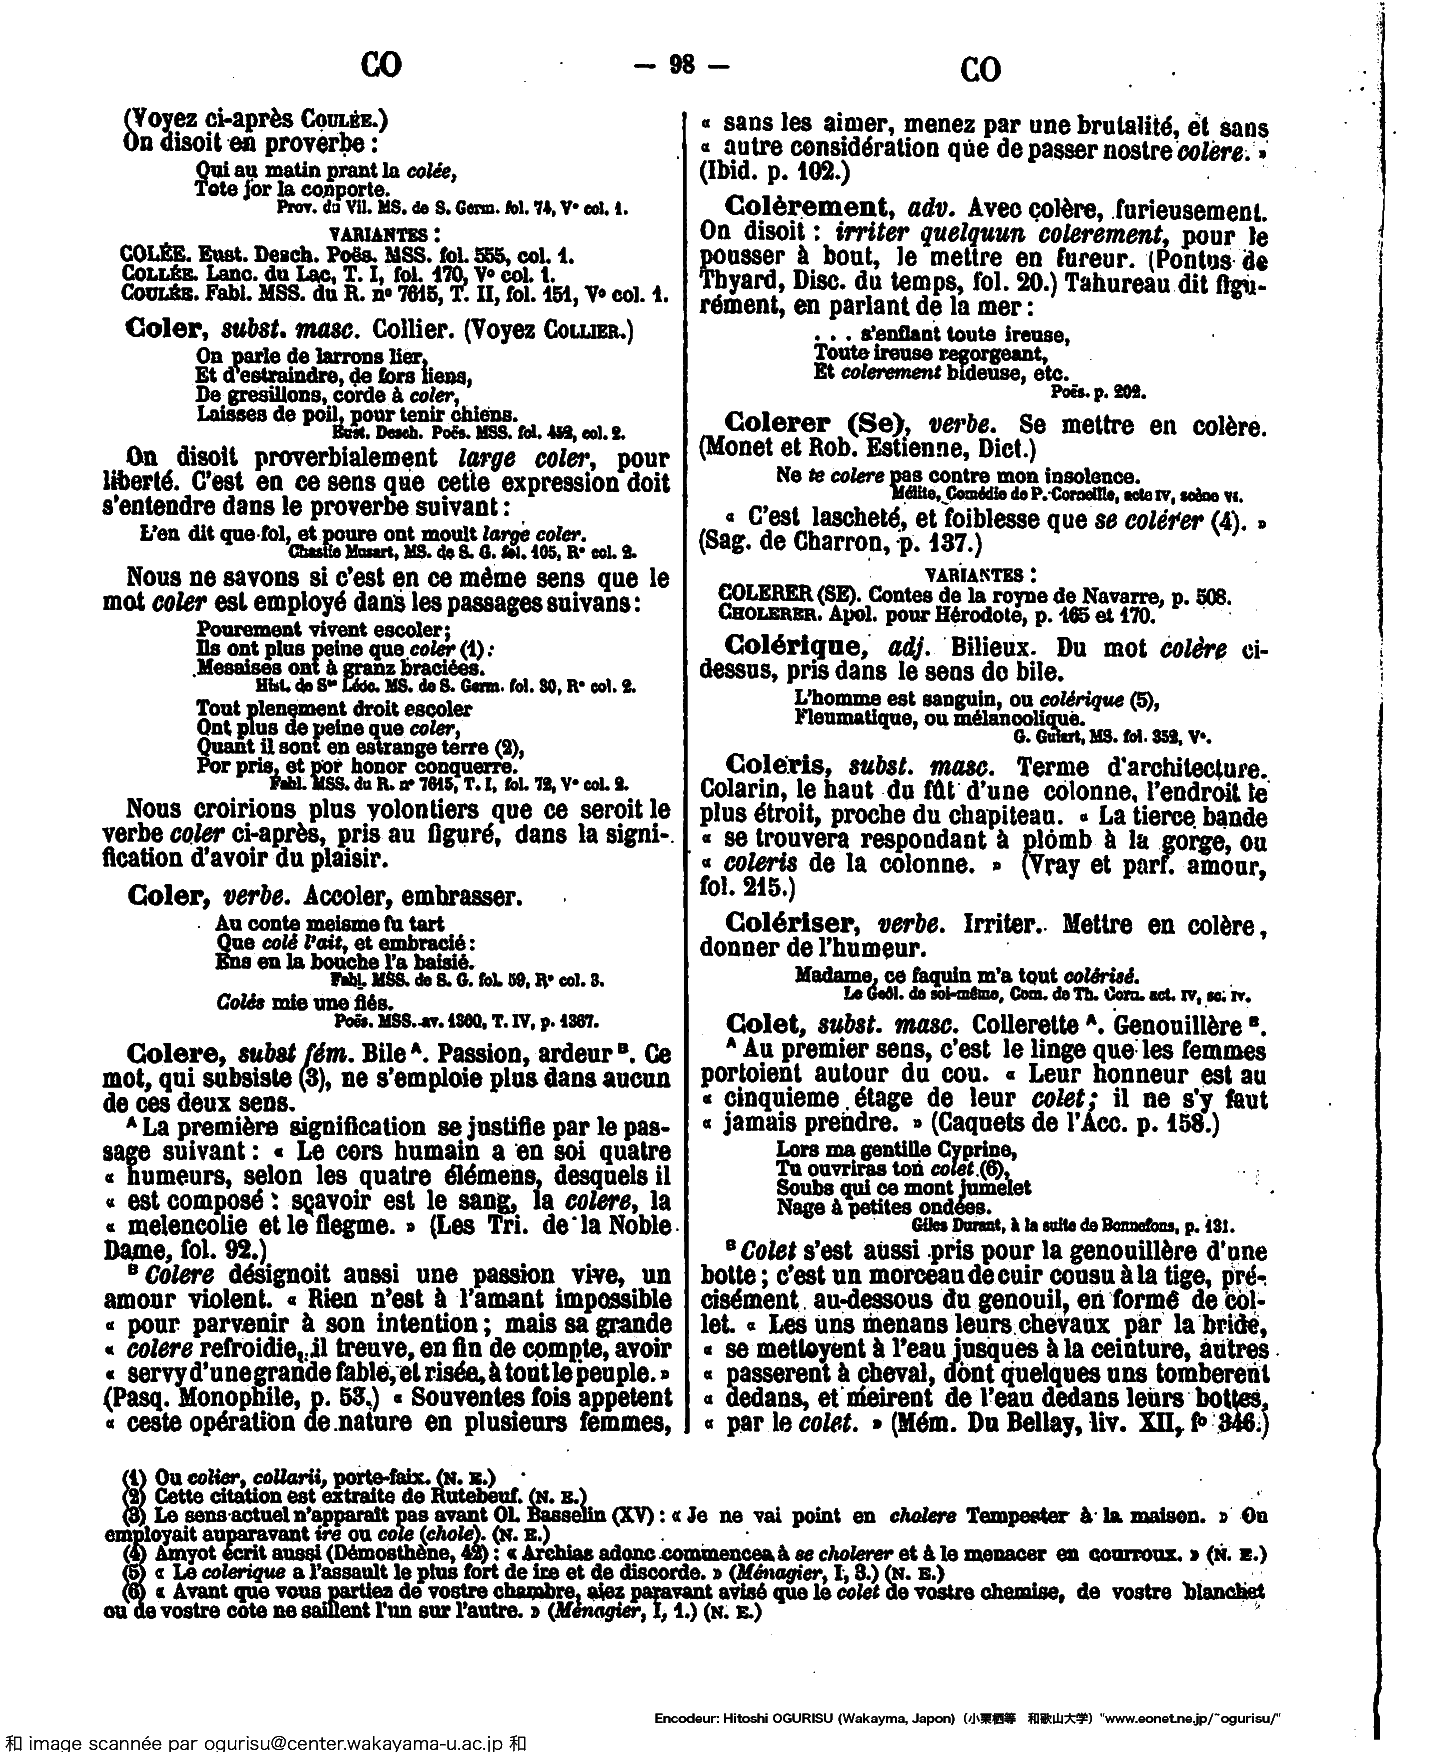 CO
— 98 —
CO
(Voyez ci-après COULÉE.)
On disoit en proverbe :
Qui au matin prant la colée,
Tote jor la conporte.
Prov. du Vil. MS. de S. Germ. fol. 74, V° col. 1.
VARIANTES :
COLÉE. Eust. Desch. Poës. MSS. fol. 555, col. 1.
COLLÉE. Lanc. du Lac, T. I, fol. 170, V° col. 1.
COULÉE. Fabl. MSS. du R. n° 7615, T. II, fol. 151, V° col. 1.
Coler, subst. masc. Collier. (Voyez COLLIER.)
On parle de larrons lier,
Et d'estraindre, de fors liens,
De gresillons, corde à coler,
Laisses de poil, pour tenir chiens.
Eust. Desch. Poës. MSS. fol. 452, col. 2.
On disoit proverbialement large coler, pour
liberté. C'est en ce sens que cette expression doit
s'entendre dans le proverbe suivant :
L'en dit que fol, et poure ont moult large coler.
Chastie Musart, MS. de S. G. fol. 105, R° col. 2.
Nous ne savons si c'est en ce même sens que le
mot coler est employé dans les passages suivans :
Pourement vivent escoler ;
Ils ont plus peine que coler (1) :
Mesaises ont à granz braciées.
Hist. de Ste Léoc. MS. de S. Germ. fol. 30, R° col. 2.
Tout plenement droit escoler
Ont plus de peine que coler,
Quant il sont en estrange terre (2),
Por pris, et por honor conquerre.
Fabl. MSS. du R. n° 7615, T. I, fol. 72, V° col. 2.
Nous croirions plus volontiers que ce seroit le
verbe coler ci-après, pris au figuré, dans la signi-
fication d'avoir du plaisir.
Coler, verbe. Accoler, embrasser.
Au conte meisme fu tart
Que colé l'ait, et embracié :
Ens en la bouche l'a baisié.
Fabl. MSS. de S. G. fol. 59, R° col. 3.
Colés mie une fiés.
Poës. MSS. av. 1300, T. IV, p. 1367.
Colere, subst fém. Bile A. Passion, ardeur B. Ce
mot, qui subsiste (3), ne s'emploie plus dans aucun
de ces deux sens.
A La première signification se justifie par le pas-
sage suivant : « Le cors humain a en soi quatre
« humeurs, selon les quatre élémens, desquels il
« est composé : sçavoir est le sang, la colere, la
« melencolie et le flegme. » (Les Tri. de la Noble
Dame, fol. 92.)
B Colere désignoit aussi une passion vive, un
amour violent. « Rien n'est à l'amant impossible
« pour parvenir à son intention ; mais sa grande
« colere refroidie, il treuve, en fin de compte, avoir
« servy d'une grande fable, et risée, à tout le peuple. »
(Pasq. Monophile, p. 53.) « Souventes fois appetent
« ceste opération de nature en plusieurs femmes,
« sans les aimer, menez par une brutalité, et sans
« autre considération que de passer nostre colère. »
(Ibid. p. 102.)
Colèrement, adv. Avec colère, furieusement.
On disoit : irriter quelquun colerement, pour le
pousser à bout, le mettre en fureur. (Pontus de
Thyard, Disc. du temps, fol. 20.) Tahureau dit figu-
rément, en parlant de la mer :
. . . s'enflant toute ireuse,
Toute ireuse regorgeant,
Et colerement hideuse, etc.
Poës. p. 202.
Colerer (Se), verbe. Se mettre en colère.
(Monet et Rob. Estienne, Dict.)
Ne te colere pas contre mon insolence.
Mélite, Comédie de P. Corneille, acte IV, scène VI.
« C'est lascheté, et foiblesse que se colérer (4). »
(Sag. de Charron, p. 137.)
VARIANTES :
COLERER (SE). Contes de la royne de Navarre, p. 508.
CHOLERER. Apol. pour Hérodote, p. 165 et 170.
Colérique, adj. Bilieux. Du mot colère ci-
dessus, pris dans le sens de bile.
L'homme est sanguin, ou colérique (5),
Fleumatique, ou mélancolique.
G. Guiart, MS. fol. 352, V°.
Coleris, subst. masc. Terme d'architecture.
Colarin, le haut du fût d'une colonne, l'endroit le
plus étroit, proche du chapiteau. « La tierce bande
« se trouvera respondant à plomb à la gorge, ou
« coleris de la colonne. » (Vray et parf. amour,
fol. 215.)
Colériser, verbe. Irriter. Mettre en colère,
donner de l'humeur.
Madame, ce faquin m'a tout colérisé.
Le Geôl. de soi-même, Com. de Th. Corn. act. IV, sc. IV.
Colet, subst. masc. Collerette A. Genouillère B.
A Au premier sens, c'est le linge que les femmes
portoient autour du cou. « Leur honneur est au
« cinquieme étage de leur colet ; il ne s'y faut
« jamais prendre. » (Caquets de l'Acc. p. 158.)
Lors ma gentille Cyprine,
Tu ouvriras ton colet (6),
Soubs qui ce mont jumelet
Nage à petites ondées.
Giles Durant, à la suite de Bonnefons, p. 131.
B Colet s'est aussi pris pour la genouillère d'une
botte ; c'est un morceau de cuir cousu à la tige, pré-
cisément au-dessous du genouil, en forme de col-
let. « Les uns menans leurs chevaux par la bride,
« se mettoyent à l'eau jusques à la ceinture, autres
« passerent à cheval, dont quelques uns tomberent
« dedans, et meirent de l'eau dedans leurs bottes,
« par le colet. » (Mém. Du Bellay, liv. XII, f° 346.)
(1) Ou colier, collarii, porte-faix. (N. E.)
(2) Cette citation est extraite de Rutebeuf. (N. E.)
(3) Le sens actuel n'apparaît pas avant Ol. Basselin (XV) : « Je ne vai point en cholere Tempester à la maison. » On
employait auparavant ire ou cole (chole). (N. E.)
(4) Amyot écrit aussi (Démosthène, 42) : « Archias adonc commencea à se cholerer et à le menacer en courroux. » (N. E.)
(5) « Le colerique a l'assault le plus fort de ire et de discorde. » (Ménagier, I, 3.) (N. E.)
(6) « Avant que vous partiez de vostre chambre, aiez paravant avisé que le colet de vostre chemise, de vostre blanchet
ou de vostre cote ne saillent l'un sur l'autre. » (Ménagier, I, 1.) (N. E.)
Encodeur: Hitoshi OGURISU (Wakayma, Japon) (小栗栖等 和歌山大学) "www.eonet.ne.jp/~ogurisu/"
和 image scannée par ogurisu@center.wakayama-u.ac.jp 和